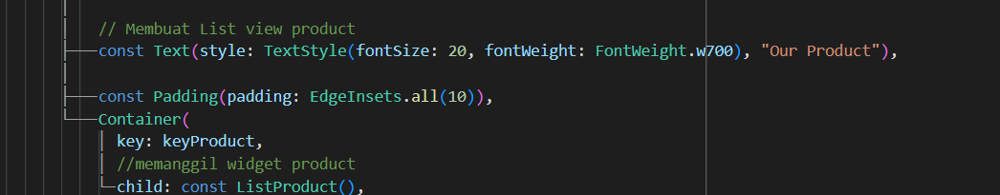 // Membuat List view product
const Text(style: TextStyle(fontSize: 20, fontWeight: FontWeight.w700), "Our Product"),
const Padding(padding: EdgeInsets.all(10)),
Container(
key: keyProduct,
//memanggil widget product
child: const ListProduct(),